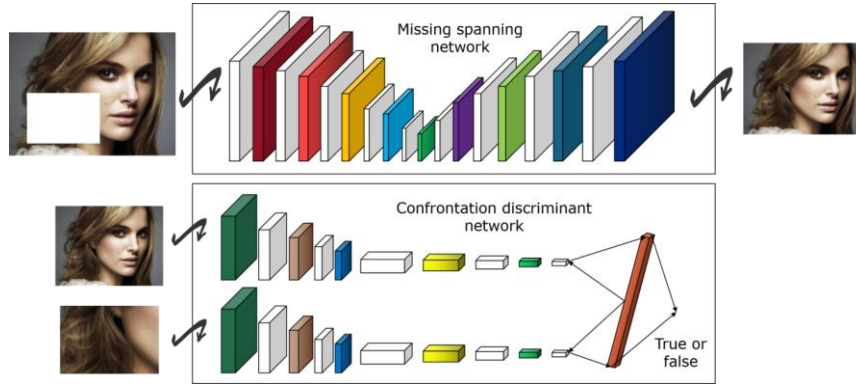 Missing spanning
network
Confrontation discriminant
network
True or
false